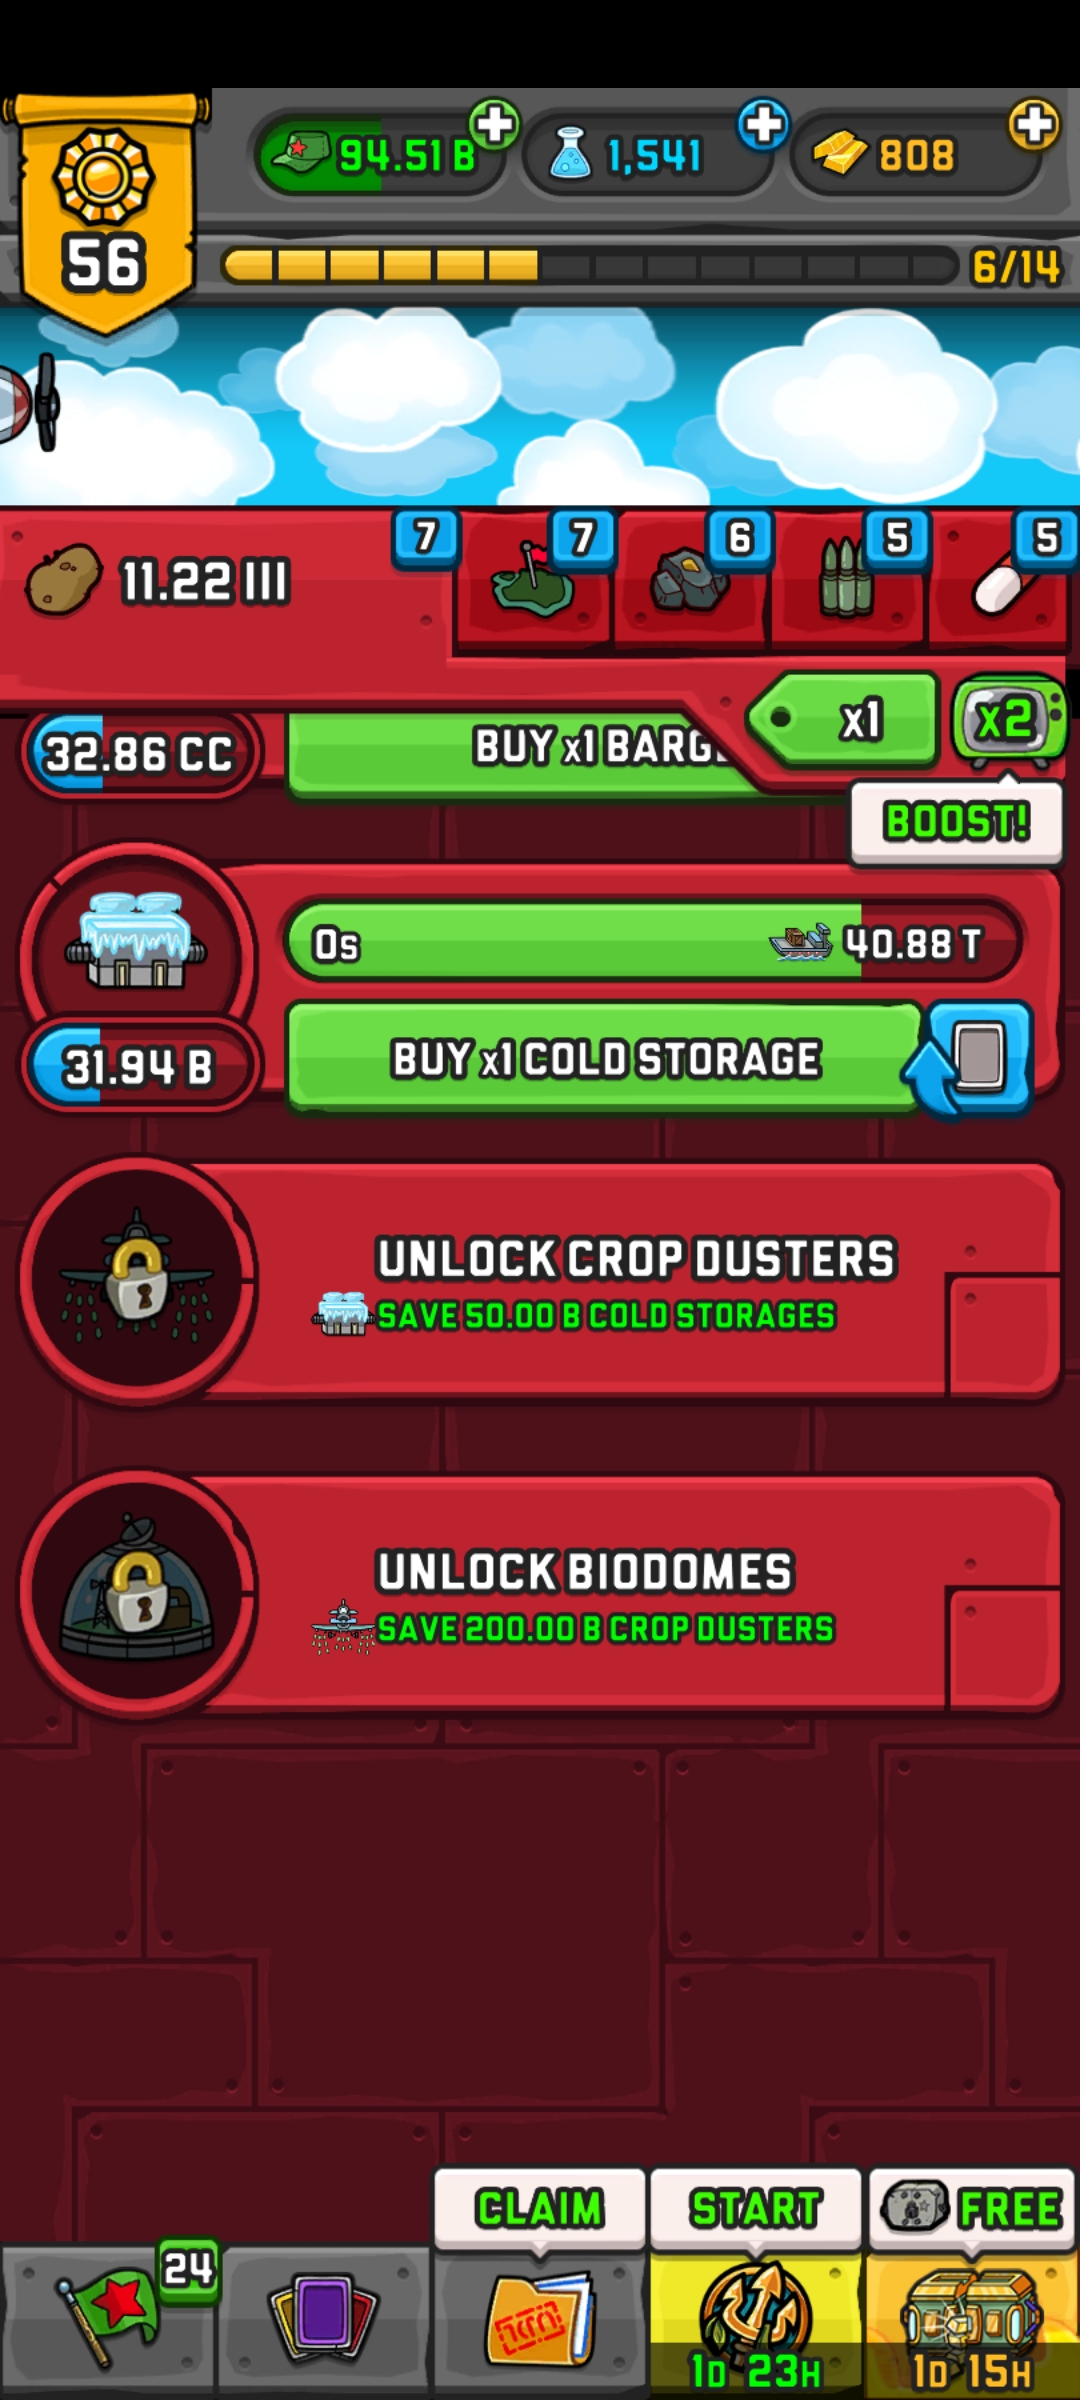 94.51 B
1,541
808
56
6/14
11.22 III
7
7
6
5
5
x1
x2
32.86 CC
BUY x1 BARG
BOOST!
0s
40.88 T
31.94 B
BUY x1 COLD STORAGE
UNLOCK CROP DUSTERS
SAVE 50.00 B COLD STORAGES
UNLOCK BIODOMES
SAVE 200.00 B CROP DUSTERS
CLAIM
START
FREE
24
1D 23H
1D 15H